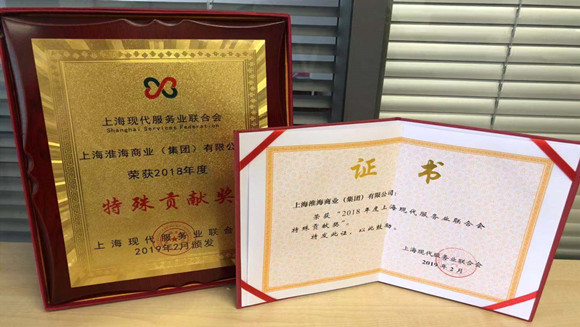 上海现代服务业联合会
Shanghai Services Federation
上海淮海商业（集团）有限公
荣获2018年度
特殊贡献奖
上海现代服务业联合
2019年2月颁发
证书
上海淮海商业（集团）有限公司：
荣获“2018年度上海现代服务业联合会
特殊贡献奖”。
特发此证，以此鼓励。
上海现代服务业联合会
2019年2月